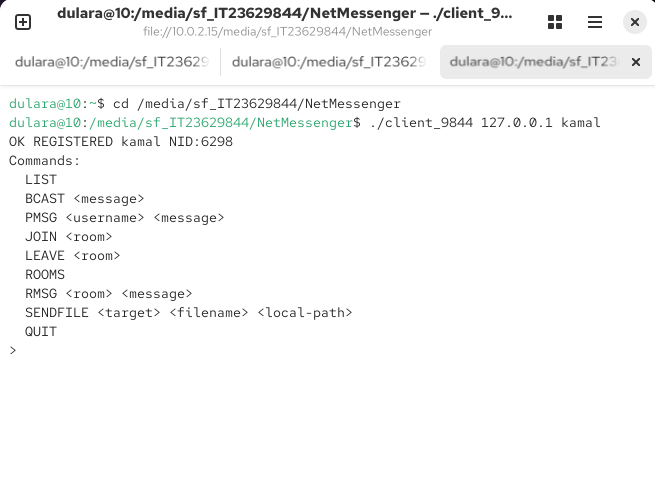 dulara@10:/media/sf_IT23629844/NetMessenger — ./client_9...
file://10.0.2.15/media/sf_IT23629844/NetMessenger
dulara@10:/media/sf_IT23629 dulara@10:/media/sf_IT23629 dulara@10:/media/sf_IT23
dulara@10:~$ cd /media/sf_IT23629844/NetMessenger
dulara@10:/media/sf_IT23629844/NetMessenger$ ./client_9844 127.0.0.1 kamal
OK REGISTERED kamal NID:6298
Commands:
  LIST
  BCAST <message>
  PMSG <username> <message>
  JOIN <room>
  LEAVE <room>
  ROOMS
  RMSG <room> <message>
  SENDFILE <target> <filename> <local-path>
  QUIT
>